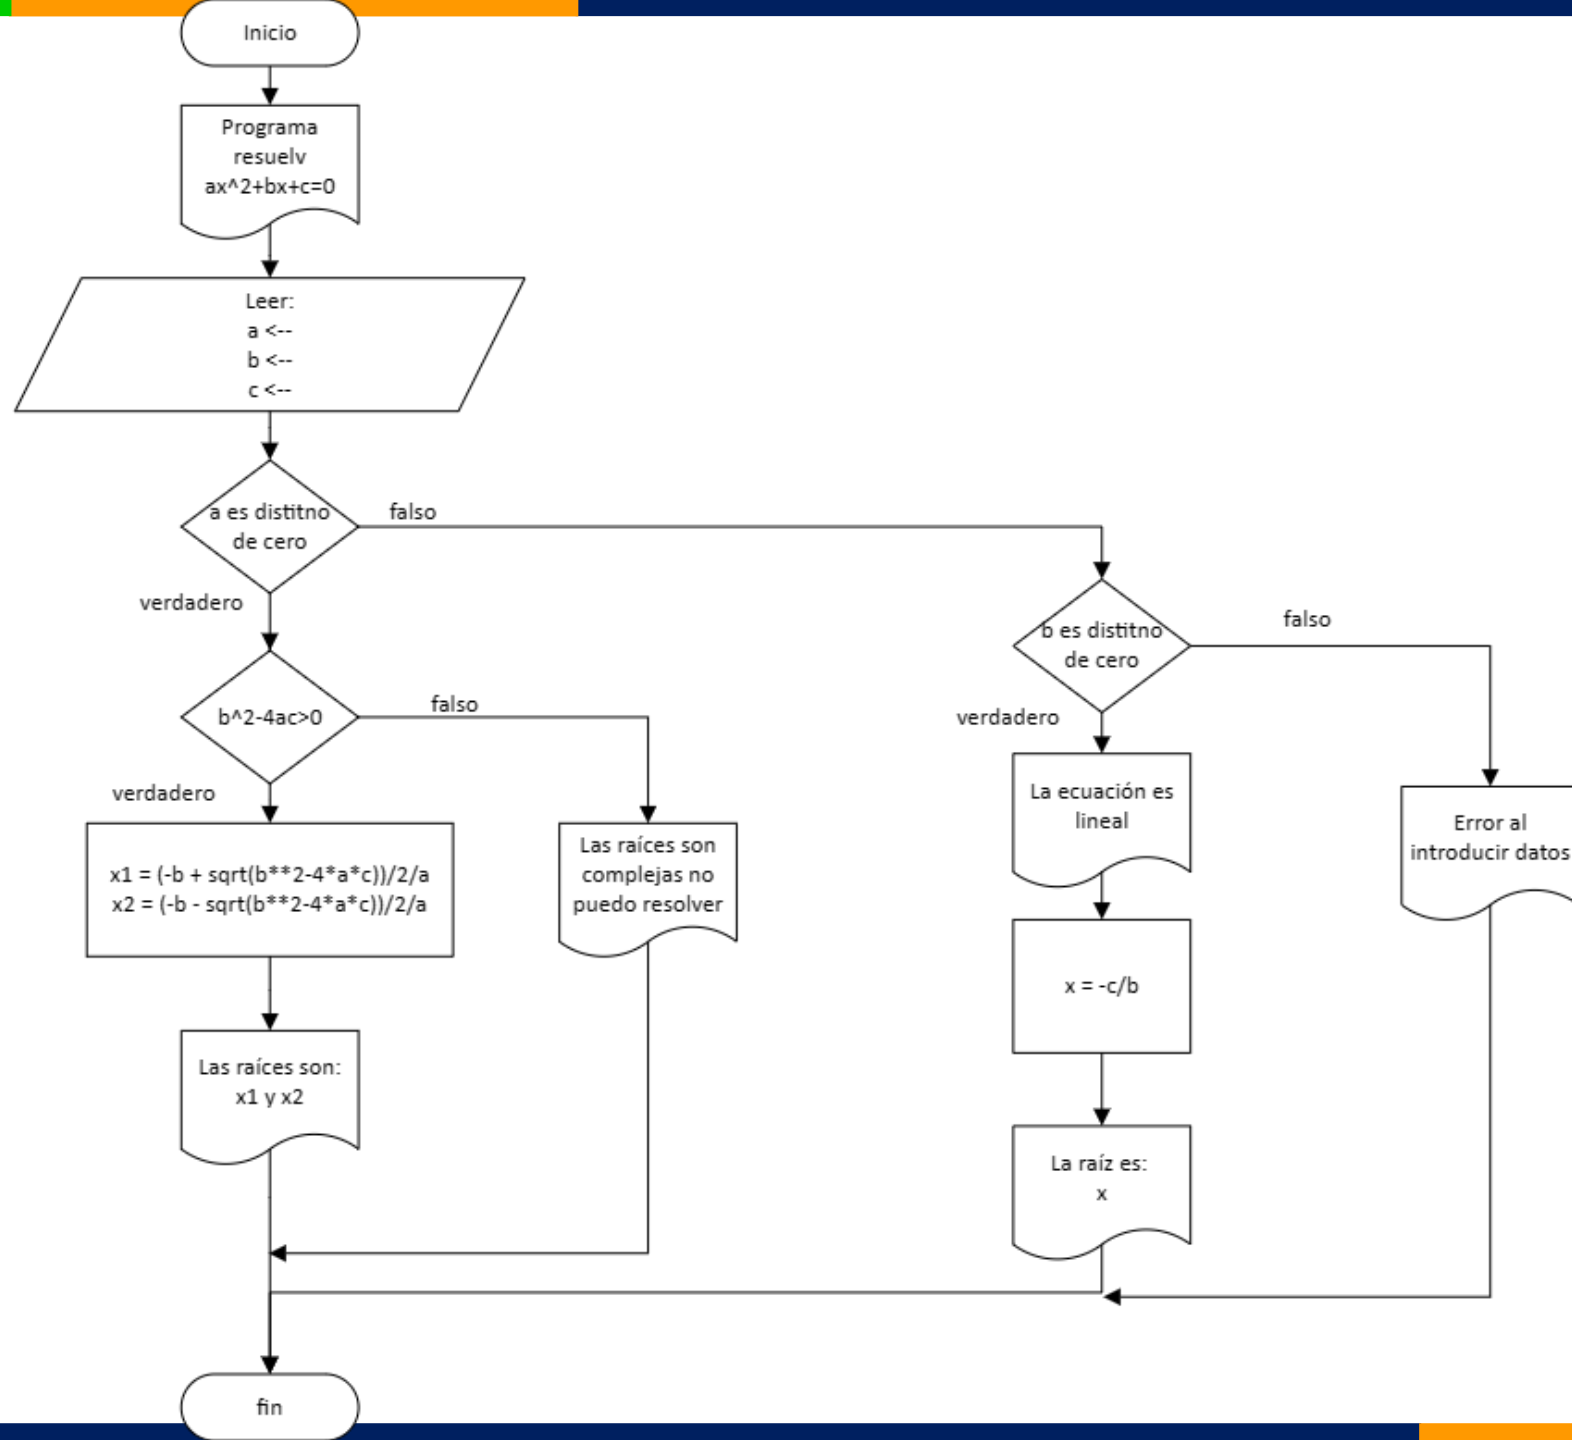 Inicio
Programa
resuelv
ax^2+bx+c=0
Leer:
a <--
b <--
c <--
a es distitno
de cero
falso
verdadero
b es distitno
de cero
falso
verdadero
b^2-4ac>0
falso
verdadero
x1 = (-b + sqrt(b**2-4*a*c))/2/a
x2 = (-b - sqrt(b**2-4*a*c))/2/a
Las raíces son
complejas no
puedo resolver
La ecuación es
lineal
Error al
introducir datos
x = -c/b
Las raíces son:
x1 y x2
La raíz es:
x
fin